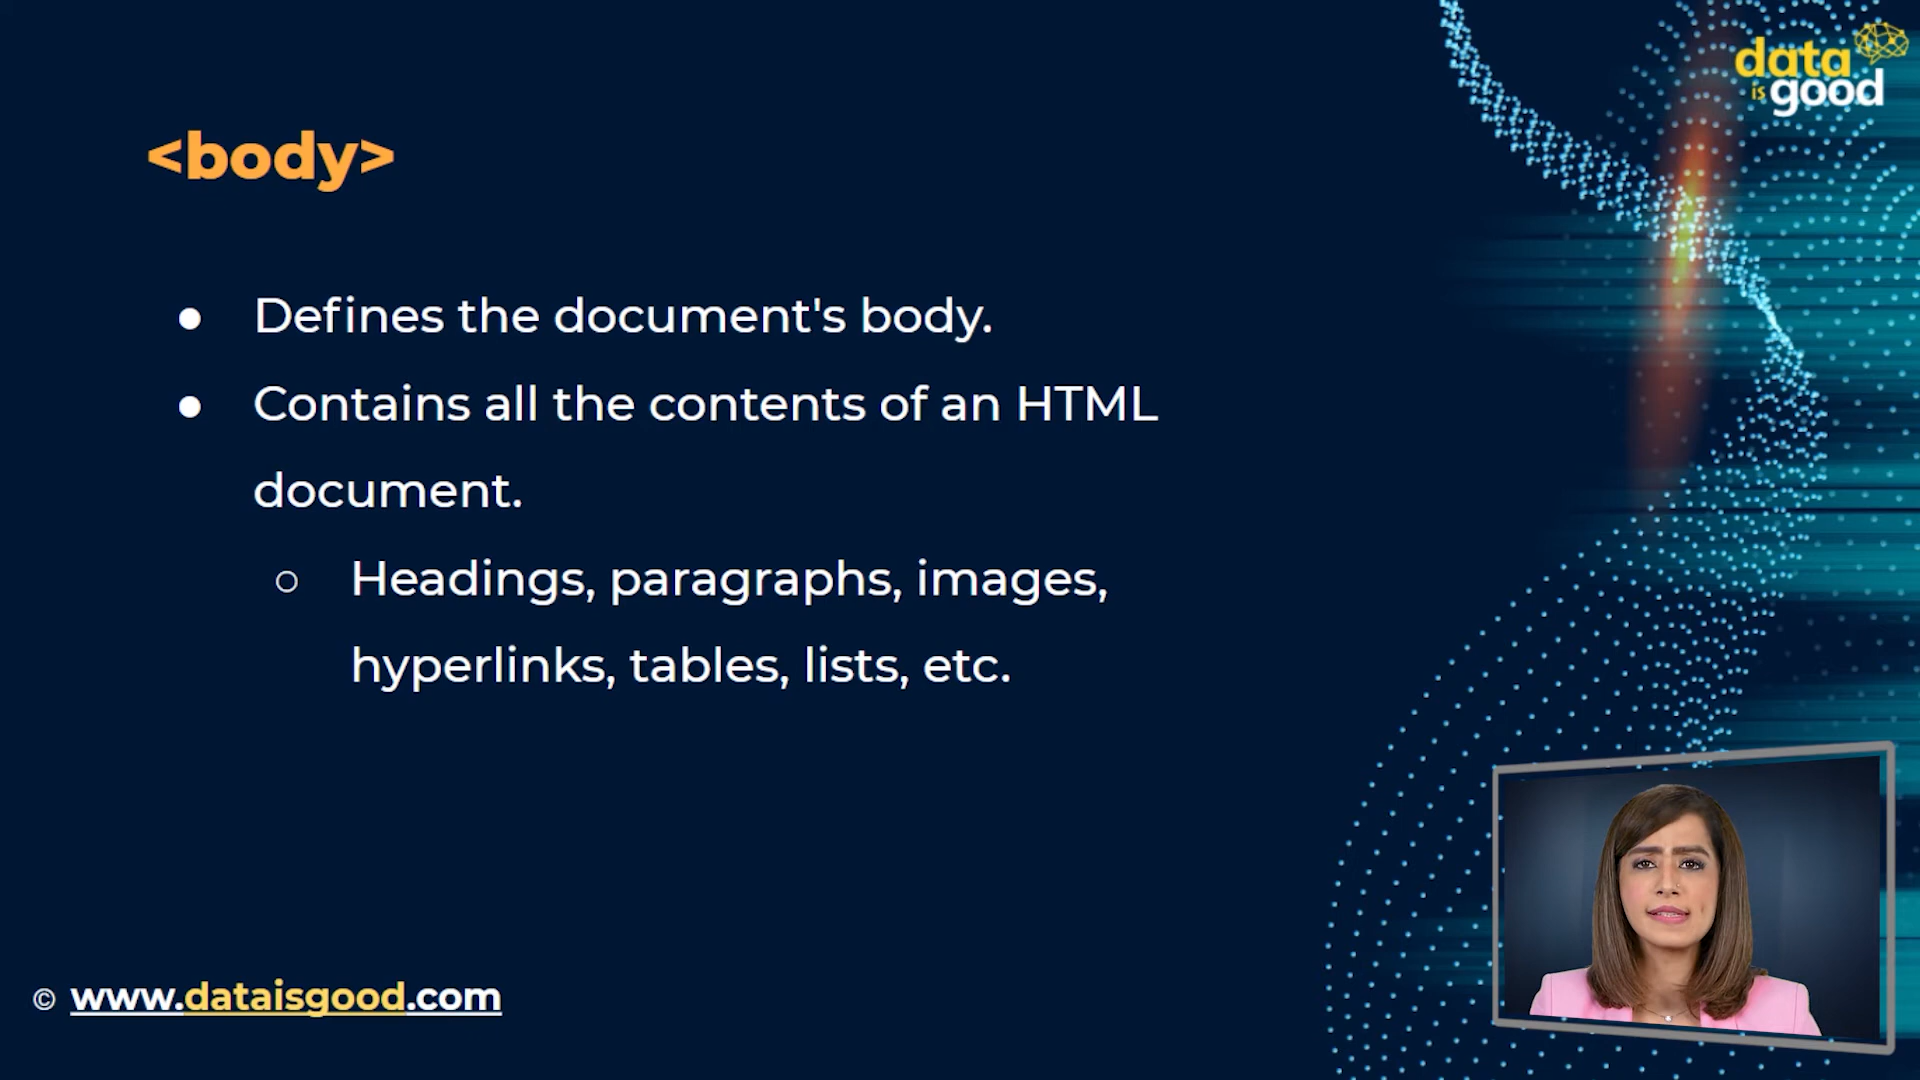 data
is good
<body>
● Defines the document's body.
● Contains all the contents of an HTML
document.
○ Headings, paragraphs, images,
hyperlinks, tables, lists, etc.
© www.dataisgood.com